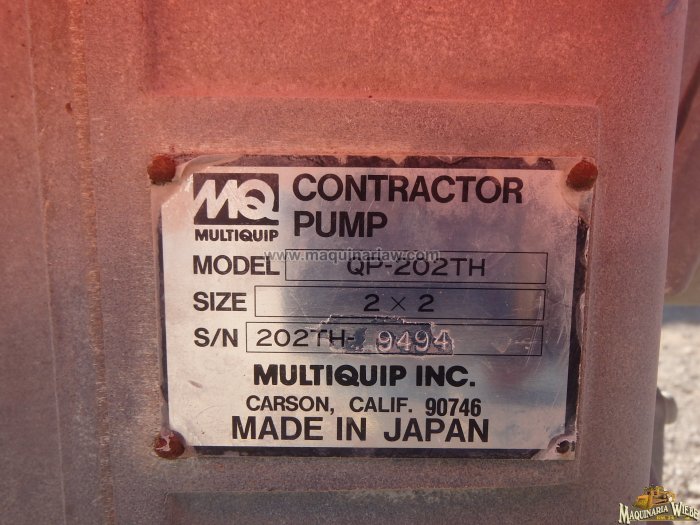 MQ CONTRACTOR
MULTIQUIP PUMP
www.maquinariaw.com
MODEL QP-202TH
SIZE 2 × 2
S/N 202TH- 9494
MULTIQUIP INC.
CARSON, CALIF. 90746
MADE IN JAPAN
MAQUINARIA WIEBE